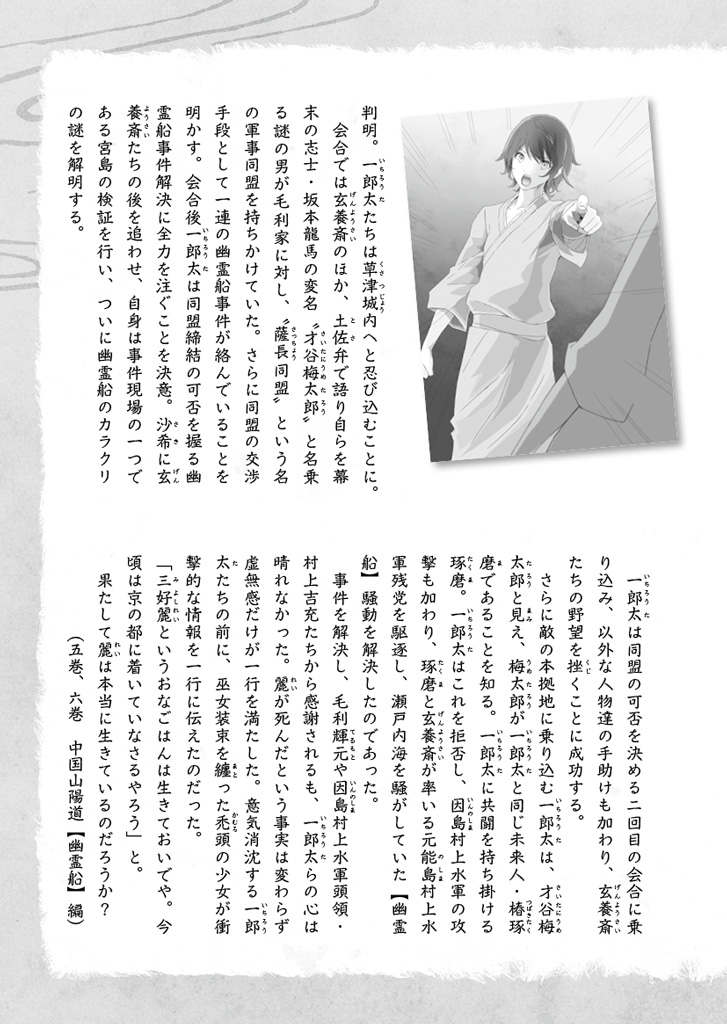 判明。一郎太たちは草津城内へと忍び込むことに。
会合では玄養斎のほか、土佐弁で語り自らを幕
末の志士・坂本龍馬の変名〝才谷梅太郎〟と名乗
る謎の男が毛利家に対し、〝薩長同盟〟という名
の軍事同盟を持ちかけていた。さらに同盟の交渉
手段として一連の幽霊船事件が絡んでいることを
明かす。会合後一郎太は同盟締結の可否を握る幽
霊船事件解決に全力を注ぐことを決意。沙希に玄
養斎たちの後を追わせ、自身は事件現場の一つで
ある宮島の検証を行い、ついに幽霊船のカラクリ
の謎を解明する。
一郎太は同盟の可否を決める二回目の会合に乗
り込み、以外な人物達の手助けも加わり、玄養斎
たちの野望を挫くことに成功する。
さらに敵の本拠地に乗り込む一郎太は、才谷梅
太郎と見え、梅太郎が一郎太と同じ未来人・椿琢
磨であることを知る。一郎太に共闘を持ち掛ける
琢磨。一郎太はこれを拒否し、因島村上水軍の攻
撃も加わり、琢磨と玄養斎が率いる元能島村上水
軍残党を駆逐し、瀬戸内海を騒がしていた【幽霊
船】騒動を解決したのであった。
事件を解決し、毛利輝元や因島村上水軍頭領・
村上吉充たちから感謝されるも、一郎太らの心は
晴れなかった。麗が死んだという事実は変わらず
虚無感だけが一行を満たした。意気消沈する一郎
太たちの前に、巫女装束を纏った禿頭の少女が衝
撃的な情報を一行に伝えたのだった。
「三好麗というおなごはんは生きておいでや。今
頃は京の都に着いていなさるやろう」と。
果たして麗は本当に生きているのだろうか？
（五巻、六巻　中国山陽道【幽霊船】編）